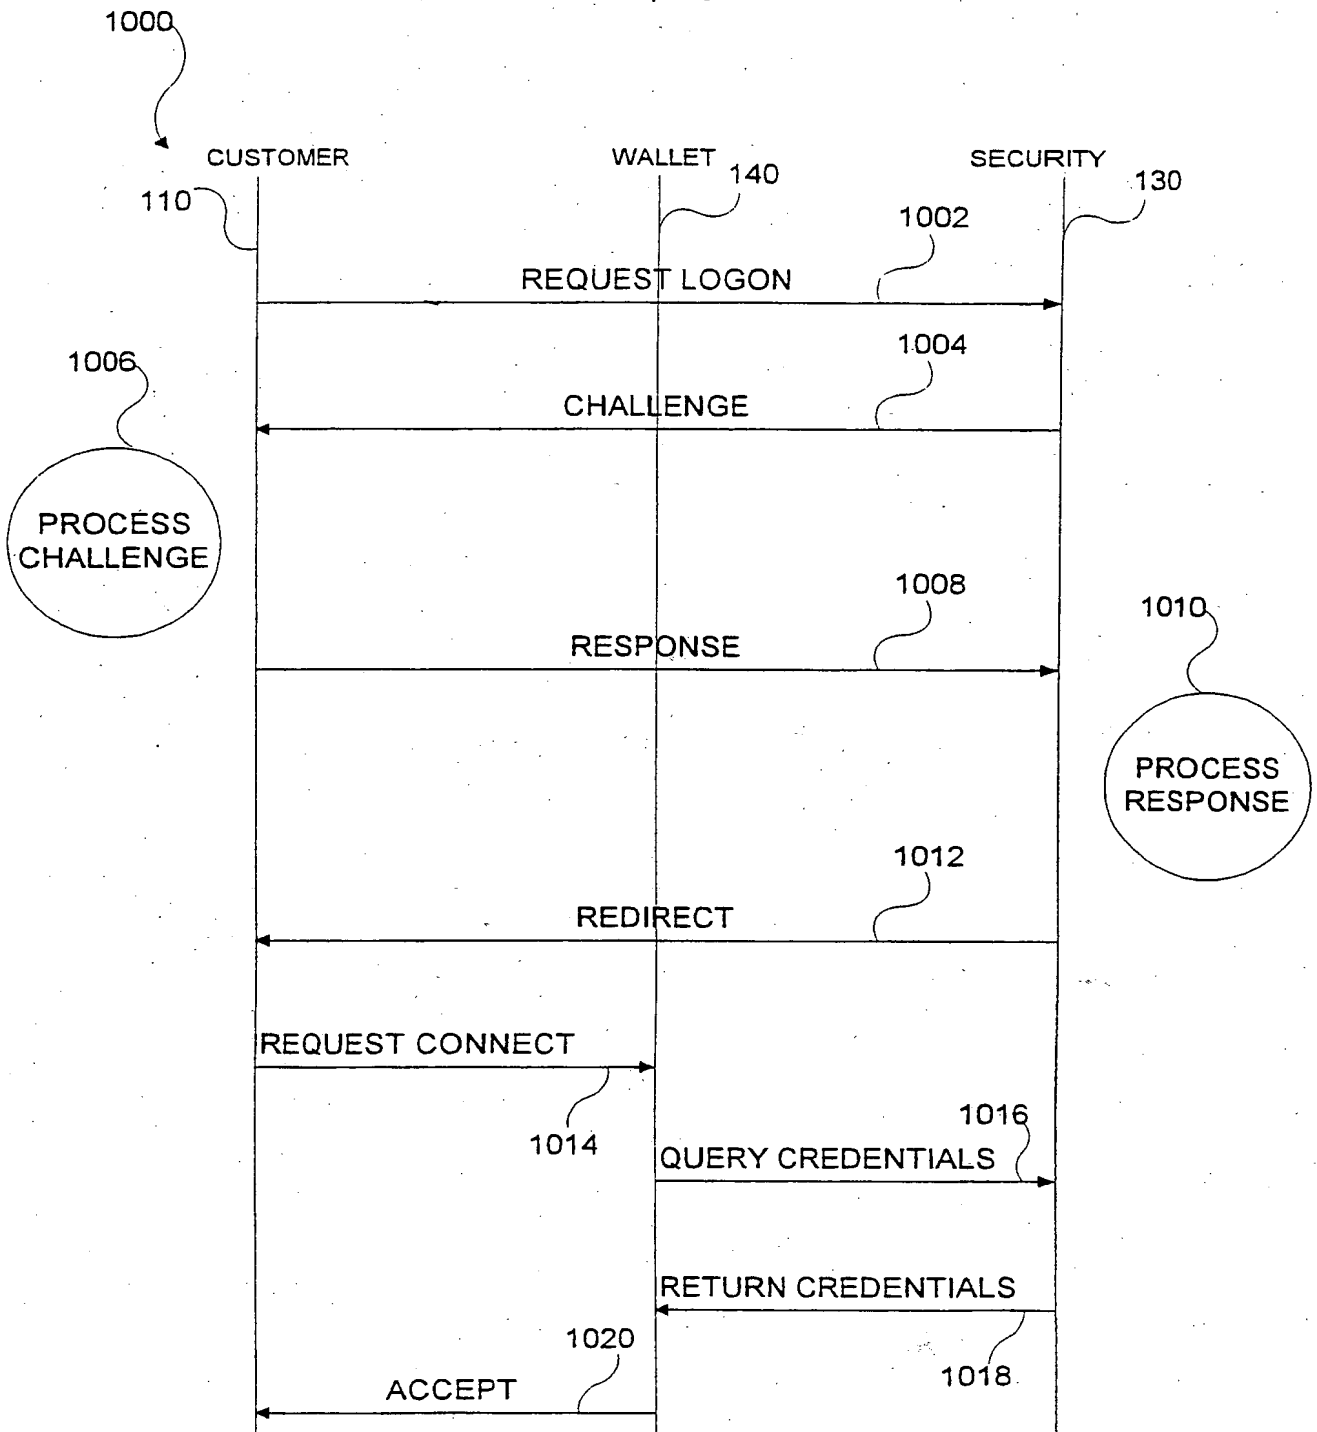 1000
CUSTOMER
WALLET
SECURITY
110
140
130
1002
REQUEST LOGON
1004
1006
CHALLENGE
PROCESS
CHALLENGE
1008
1010
RESPONSE
PROCESS
RESPONSE
1012
REDIRECT
REQUEST CONNECT
1014
1016
QUERY CREDENTIALS
RETURN CREDENTIALS
1020
1018
ACCEPT